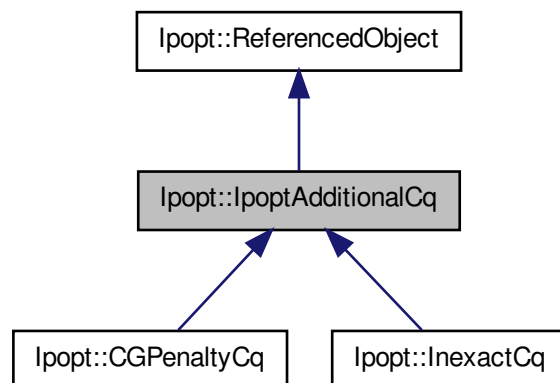 Ipopt::ReferencedObject
Ipopt::IpoptAdditionalCq
Ipopt::CGPenaltyCq
Ipopt::InexactCq